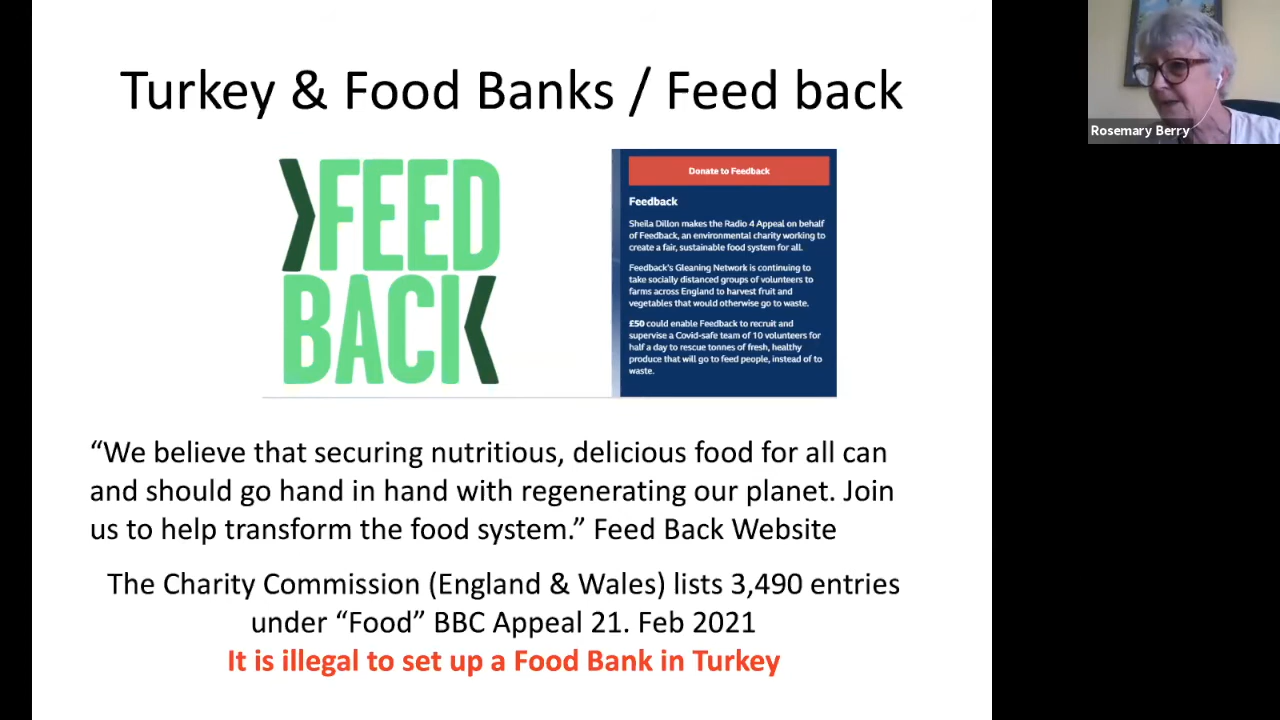 Turkey & Food Banks / Feed back
FEED
BACK
Donate to Feedback
Feedback
Sheila Dillon makes the Radio 4 Appeal on behalf
of Feedback, an environmental charity working to
create a fair, sustainable food system for all.
Feedback's Gleaning Network is continuing to
take socially distanced groups of volunteers to
farms across England to harvest fruit and
vegetables that would otherwise go to waste.
£50 could enable Feedback to recruit and
supervise a Covid-safe team of 10 volunteers for
half a day to rescue tonnes of fresh, healthy
produce that will go to feed people, instead of to
waste.
“We believe that securing nutritious, delicious food for all can
and should go hand in hand with regenerating our planet. Join
us to help transform the food system.” Feed Back Website
The Charity Commission (England & Wales) lists 3,490 entries
under “Food” BBC Appeal 21. Feb 2021
It is illegal to set up a Food Bank in Turkey
Rosemary Berry